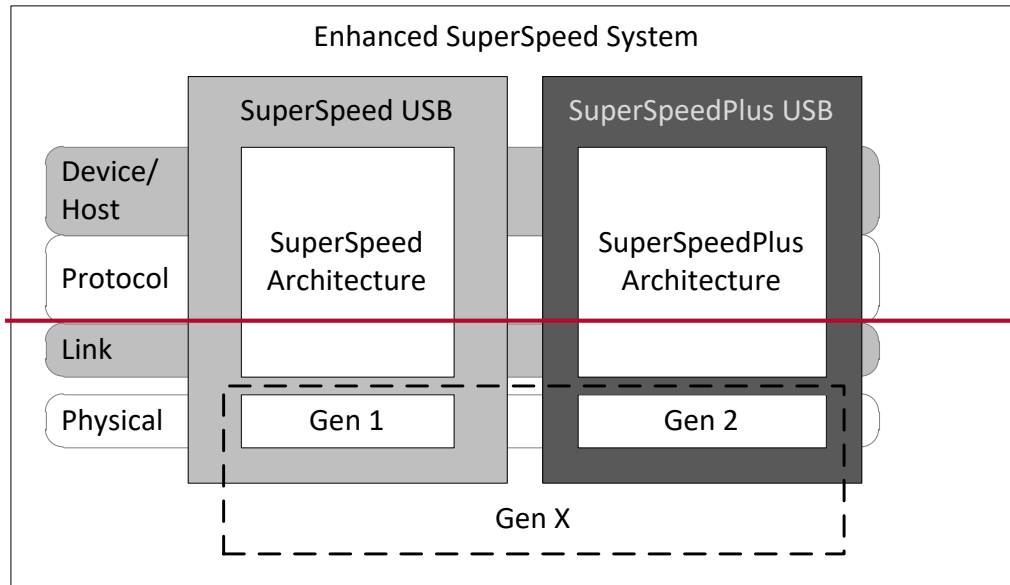 Enhanced SuperSpeed System
SuperSpeed USB
SuperSpeedPlus USB
Device/
Host
Protocol
Link
Physical
SuperSpeed
Architecture
SuperSpeedPlus
Architecture
Gen 1
Gen 2
Gen X